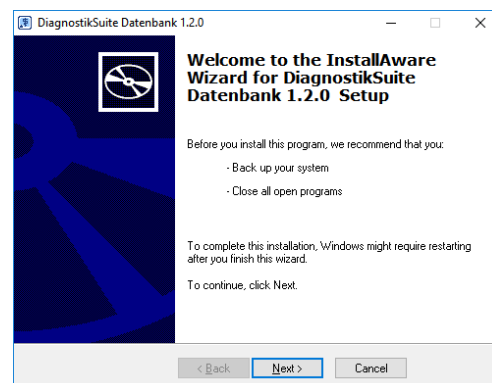 DiagnostikSuite Datenbank 1.2.0
Welcome to the InstallAware
Wizard for DiagnostikSuite
Datenbank 1.2.0 Setup
Before you install this program, we recommend that you:
- Back up your system
- Close all open programs
To complete this installation, Windows might require restarting
after you finish this wizard.
To continue, click Next.
< Back Next > Cancel